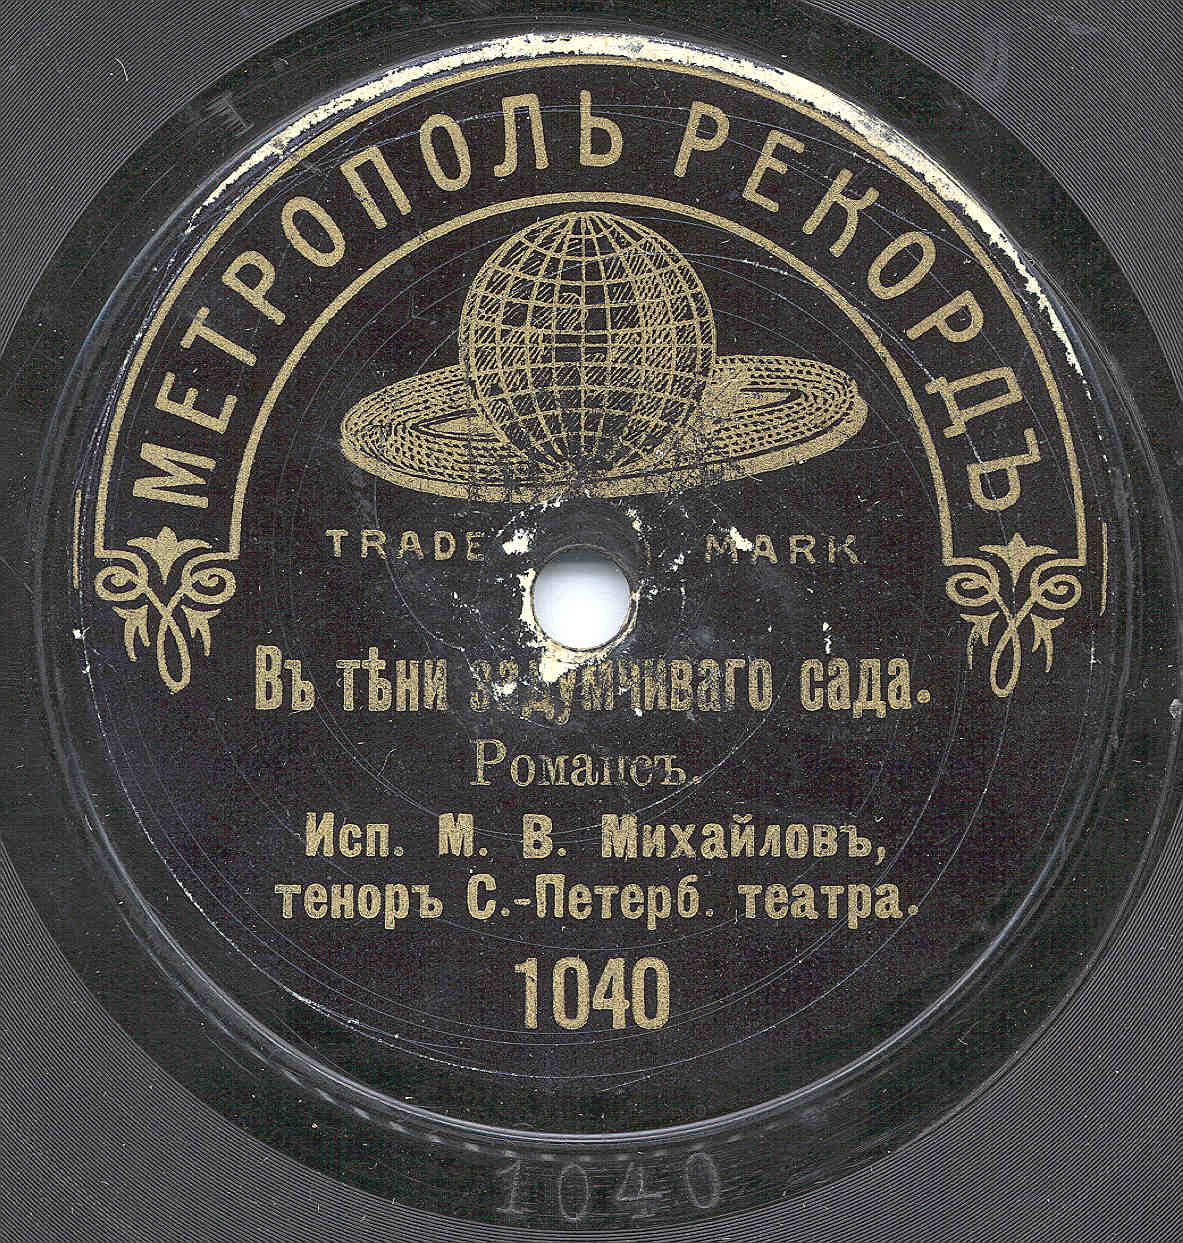 МЕТРОПОЛЬ РЕКОРДЪ
TRADE MARK
Въ тѣни задумчиваго сада.
Романсъ.
Исп. М. В. Михайловъ,
теноръ С.-Петерб. театра.
1040
1040